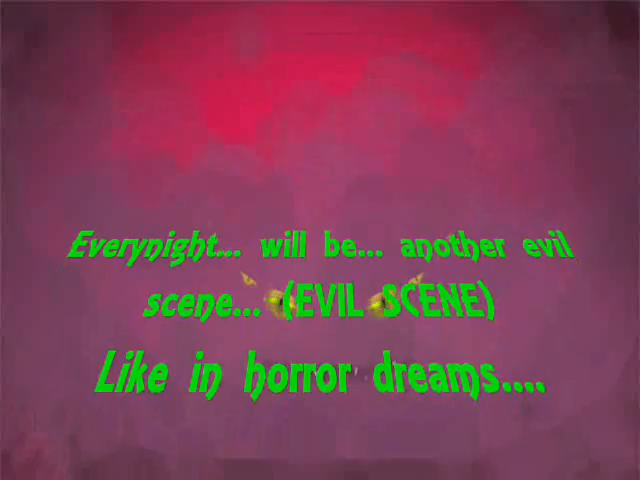 Everynight... will be... another evil
scene... (EVIL SCENE)
Like in horror dreams....